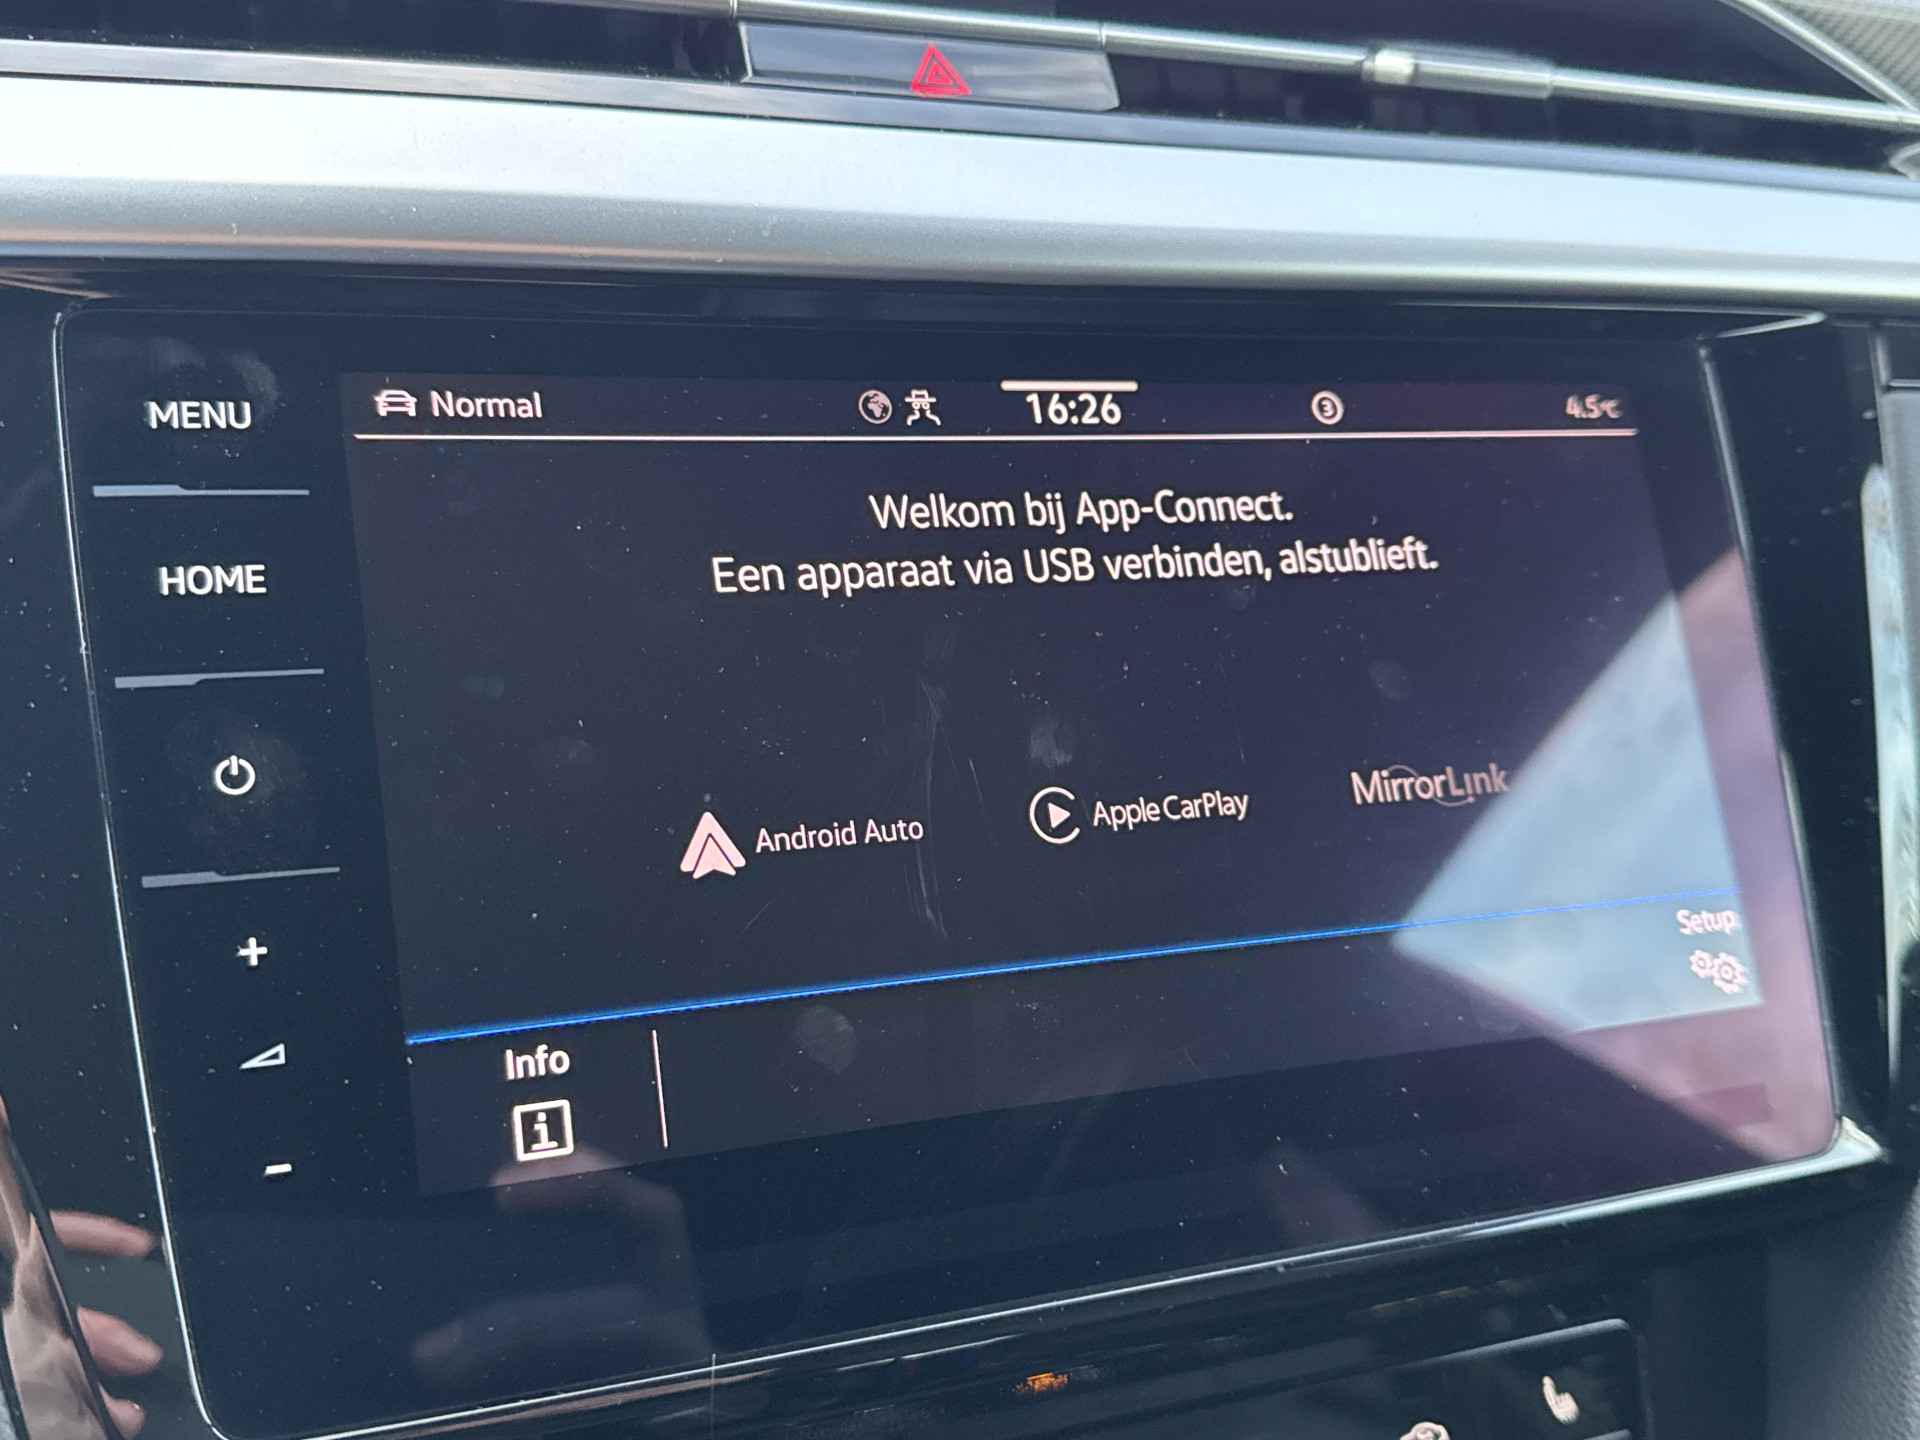 MENU
HOME
Normal
16:26
3
4.5°C
Welkom bij App-Connect.
Een apparaat via USB verbinden, alstublieft.
Android Auto
Apple CarPlay
MirrorLink
Setup
Info